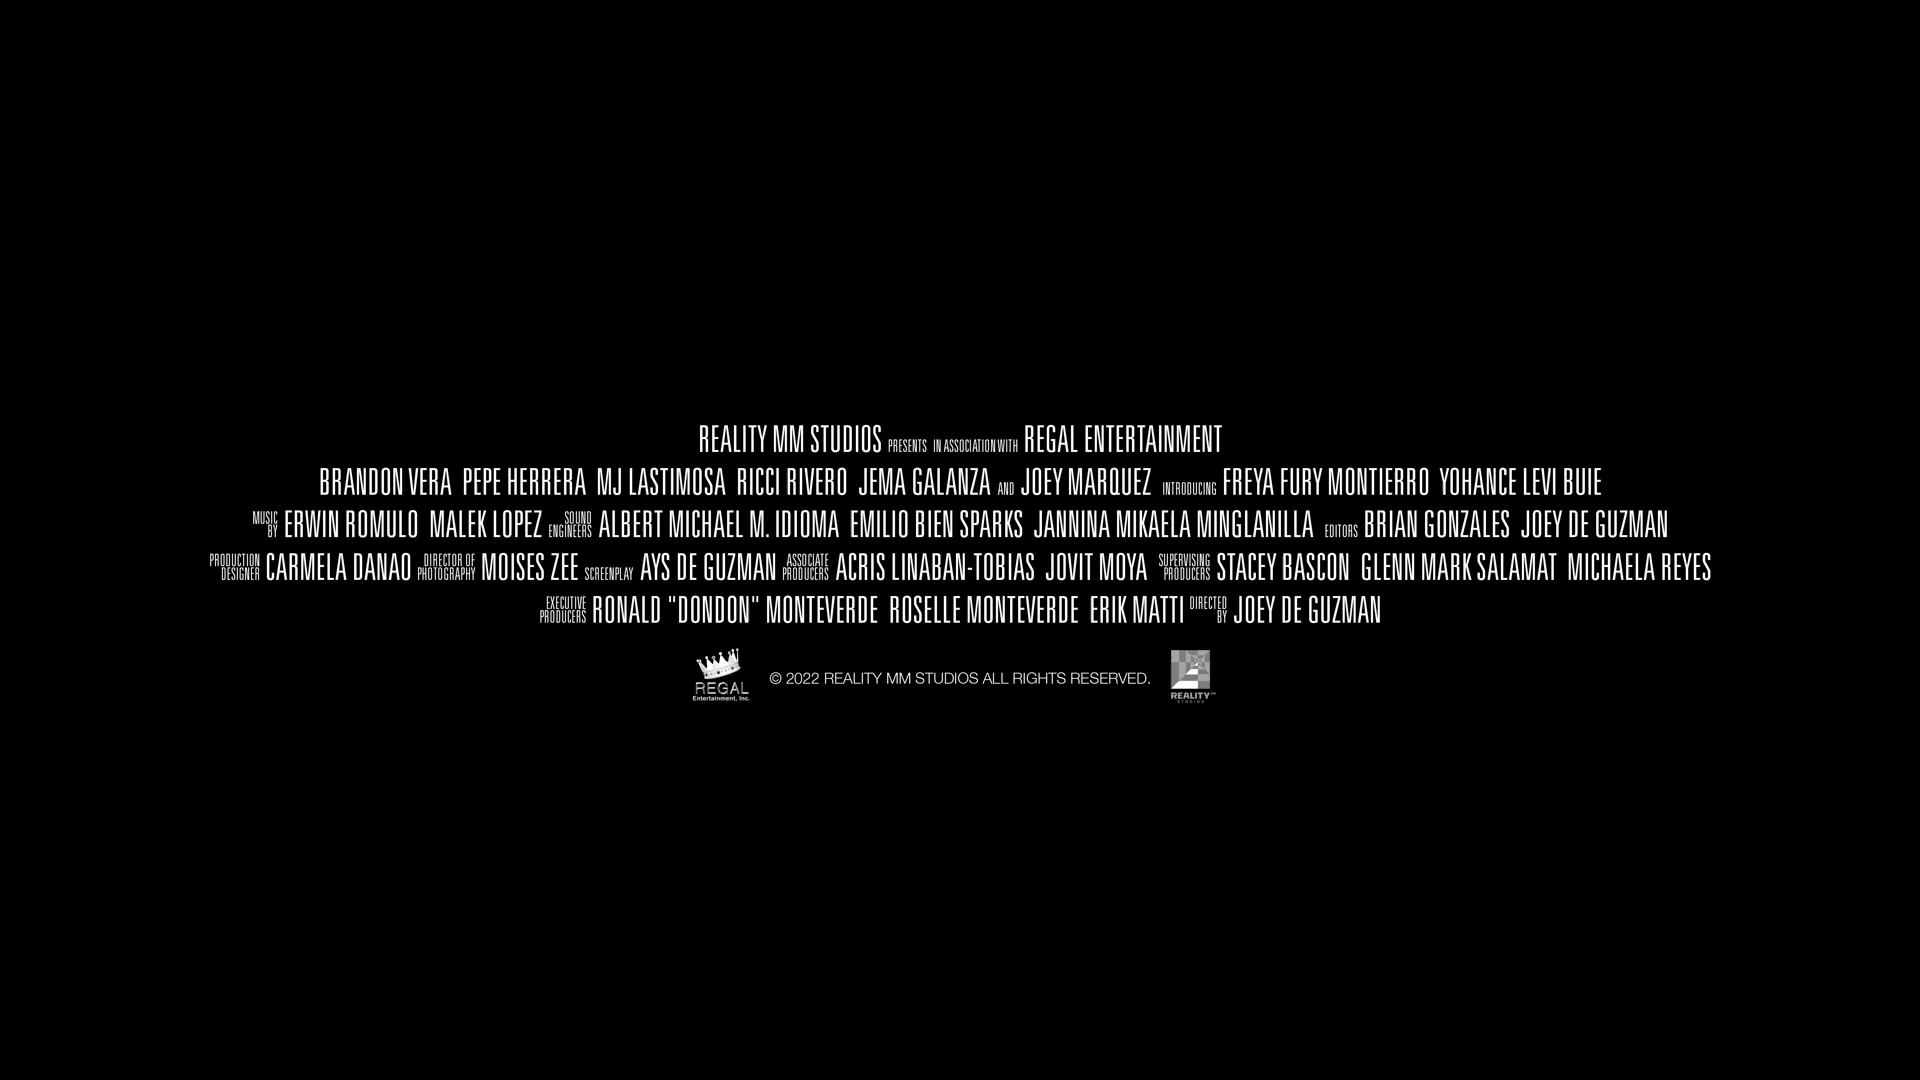 REALITY MM STUDIOS PRESENTS IN ASSOCIATION WITH REGAL ENTERTAINMENT
BRANDON VERA PEPE HERRERA MJ LASTIMOSA RICCI RIVERO JEMA GALANZA AND JOEY MARQUEZ INTRODUCING FREYA FURY MONTIERRO YOHANCE LEVI BUIE
MUSIC BY ERWIN ROMULO MALEK LOPEZ SOUND ENGINEERS ALBERT MICHAEL M. IDIOMA EMILIO BIEN SPARKS JANNINA MIKAELA MINGLANILLA EDITORS BRIAN GONZALES JOEY DE GUZMAN
PRODUCTION DESIGNER CARMELA DANAO DIRECTOR OF PHOTOGRAPHY MOISES ZEE SCREENPLAY AYS DE GUZMAN ASSOCIATE PRODUCERS ACRIS LINABAN-TOBIAS JOVIT MOYA SUPERVISING PRODUCERS STACEY BASCON GLENN MARK SALAMAT MICHAELA REYES
EXECUTIVE PRODUCERS RONALD "DONDON" MONTEVERDE ROSELLE MONTEVERDE ERIK MATTI DIRECTED BY JOEY DE GUZMAN
REGAL
Entertainment, Inc.
© 2022 REALITY MM STUDIOS ALL RIGHTS RESERVED.
REALITY
STUDIOS